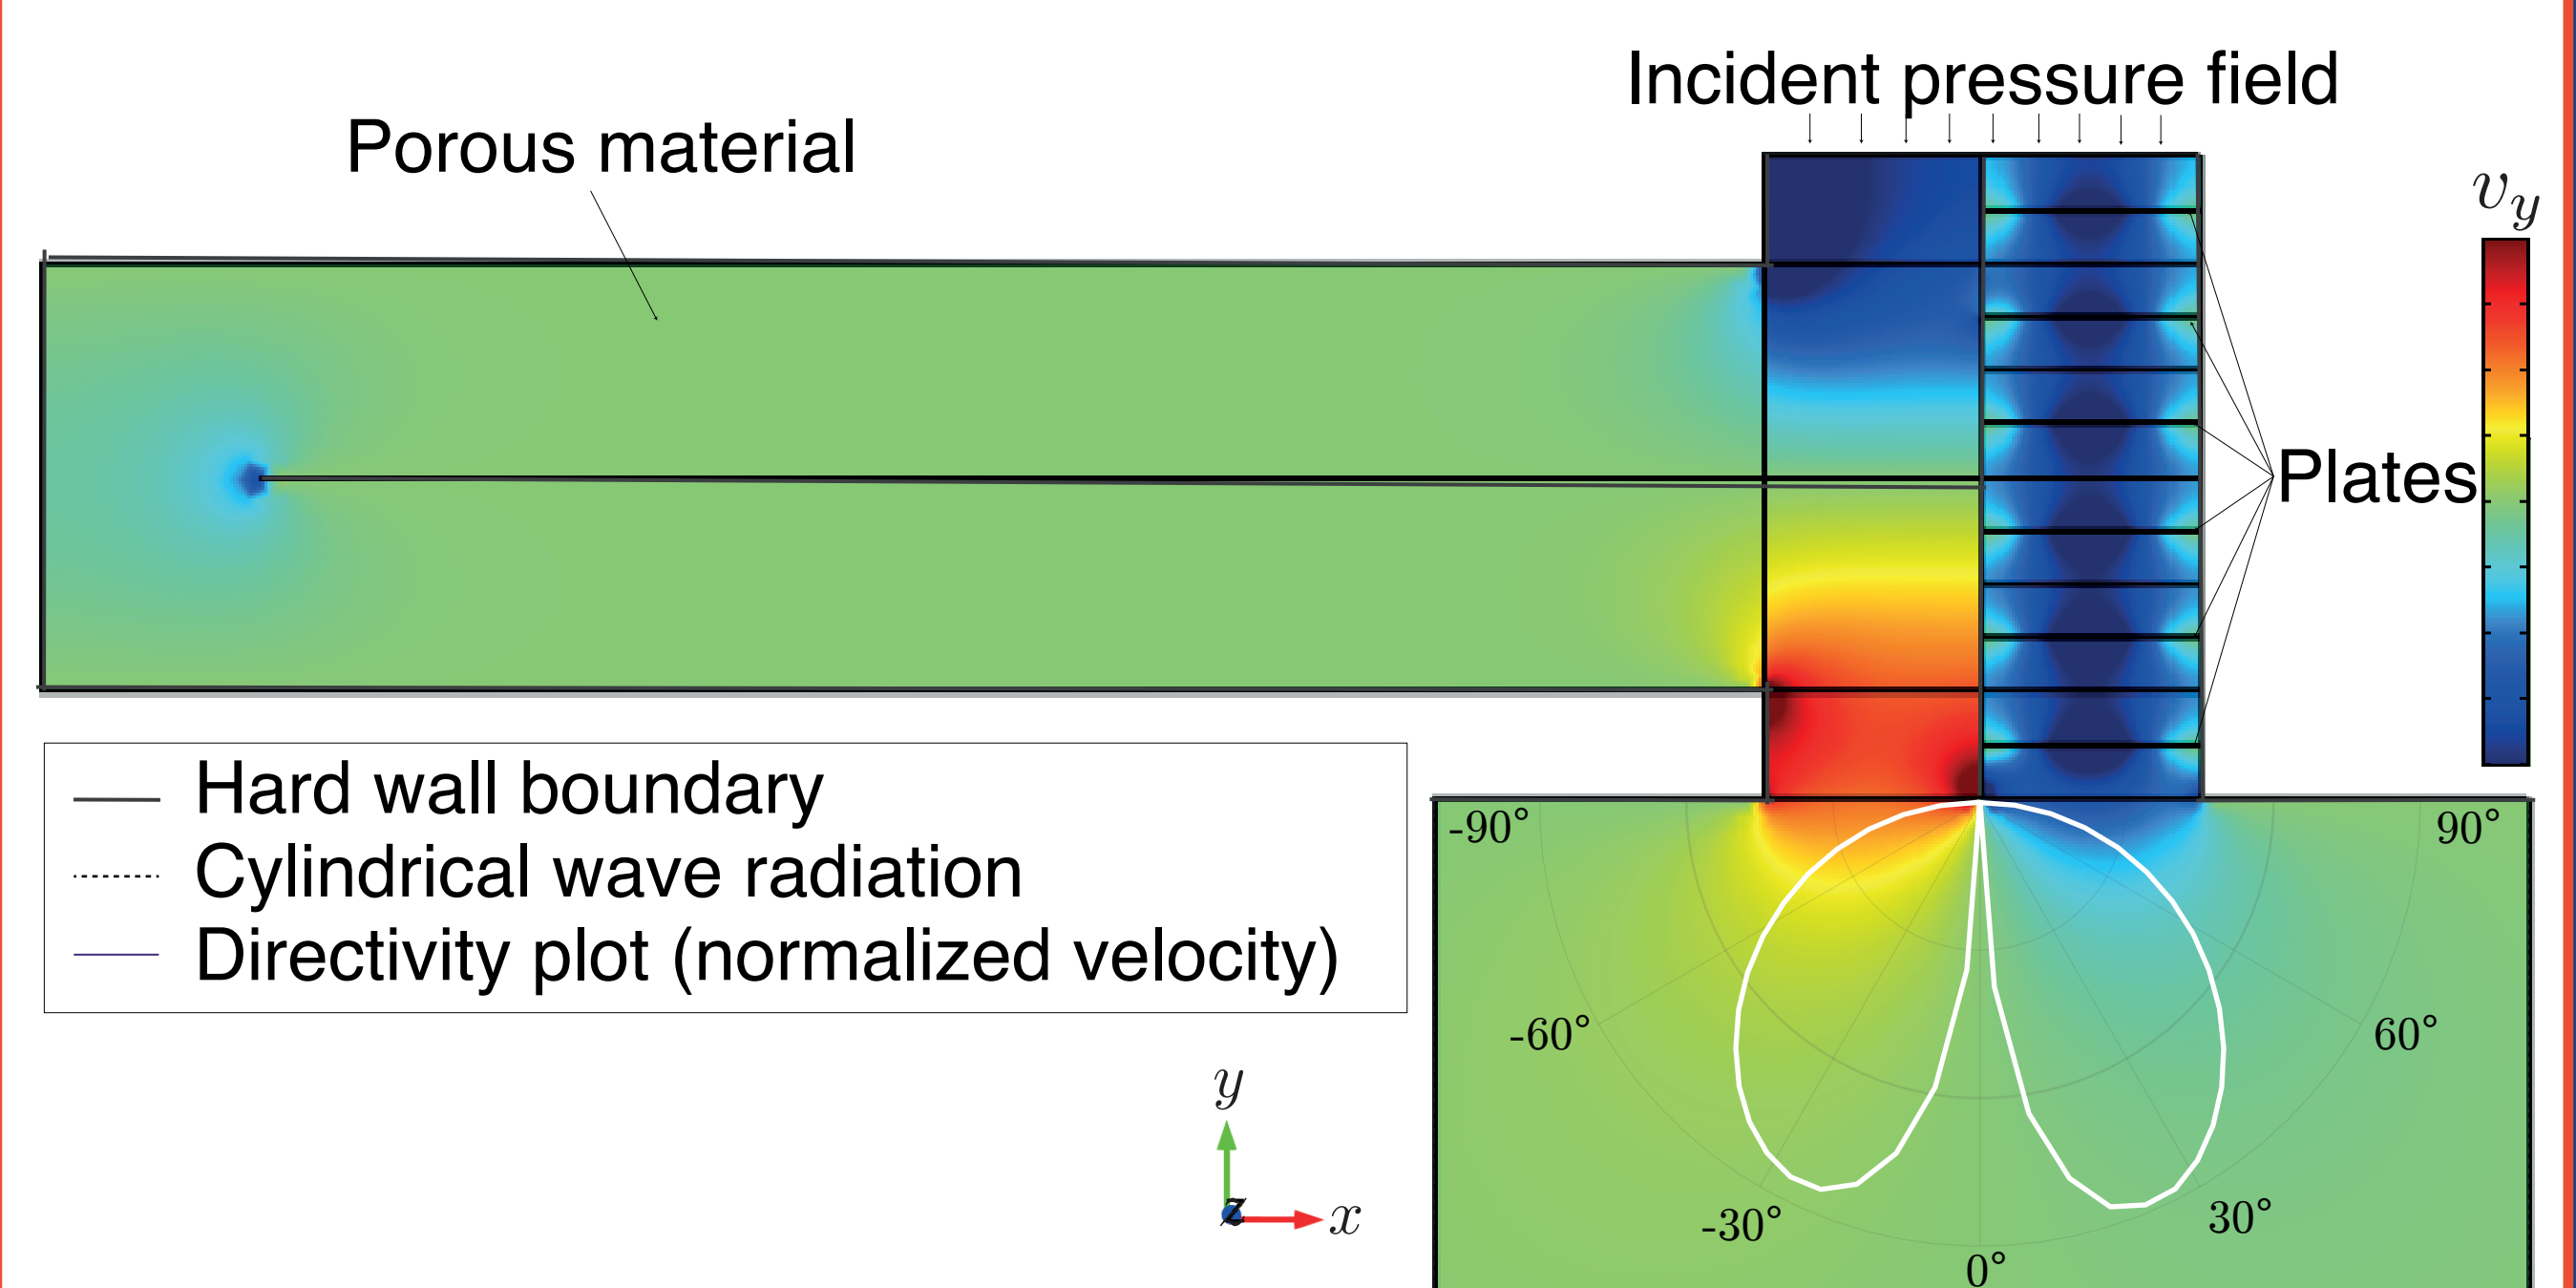 Incident pressure field
Porous material
v_y
Plates
Hard wall boundary
Cylindrical wave radiation
Directivity plot (normalized velocity)
-90°
90°
-60°
60°
-30°
30°
0°
y
z
x